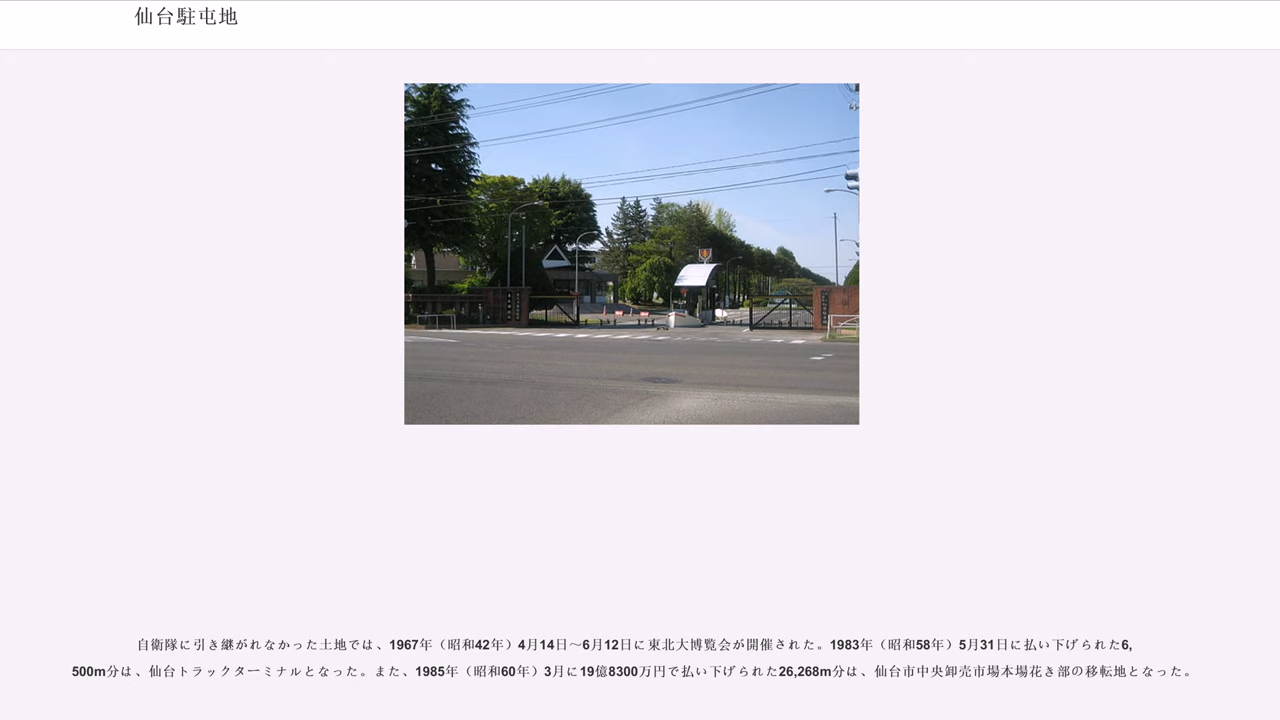 仙台駐屯地
自衛隊に引き継がれなかった土地では、1967年（昭和42年）4月14日～6月12日に東北大博覧会が開催された。1983年（昭和58年）5月31日に払い下げられた6,
500m分は、仙台トラックターミナルとなった。また、1985年（昭和60年）3月に19億8300万円で払い下げられた26,268m分は、仙台市中央卸売市場本場花き部の移転地となった。